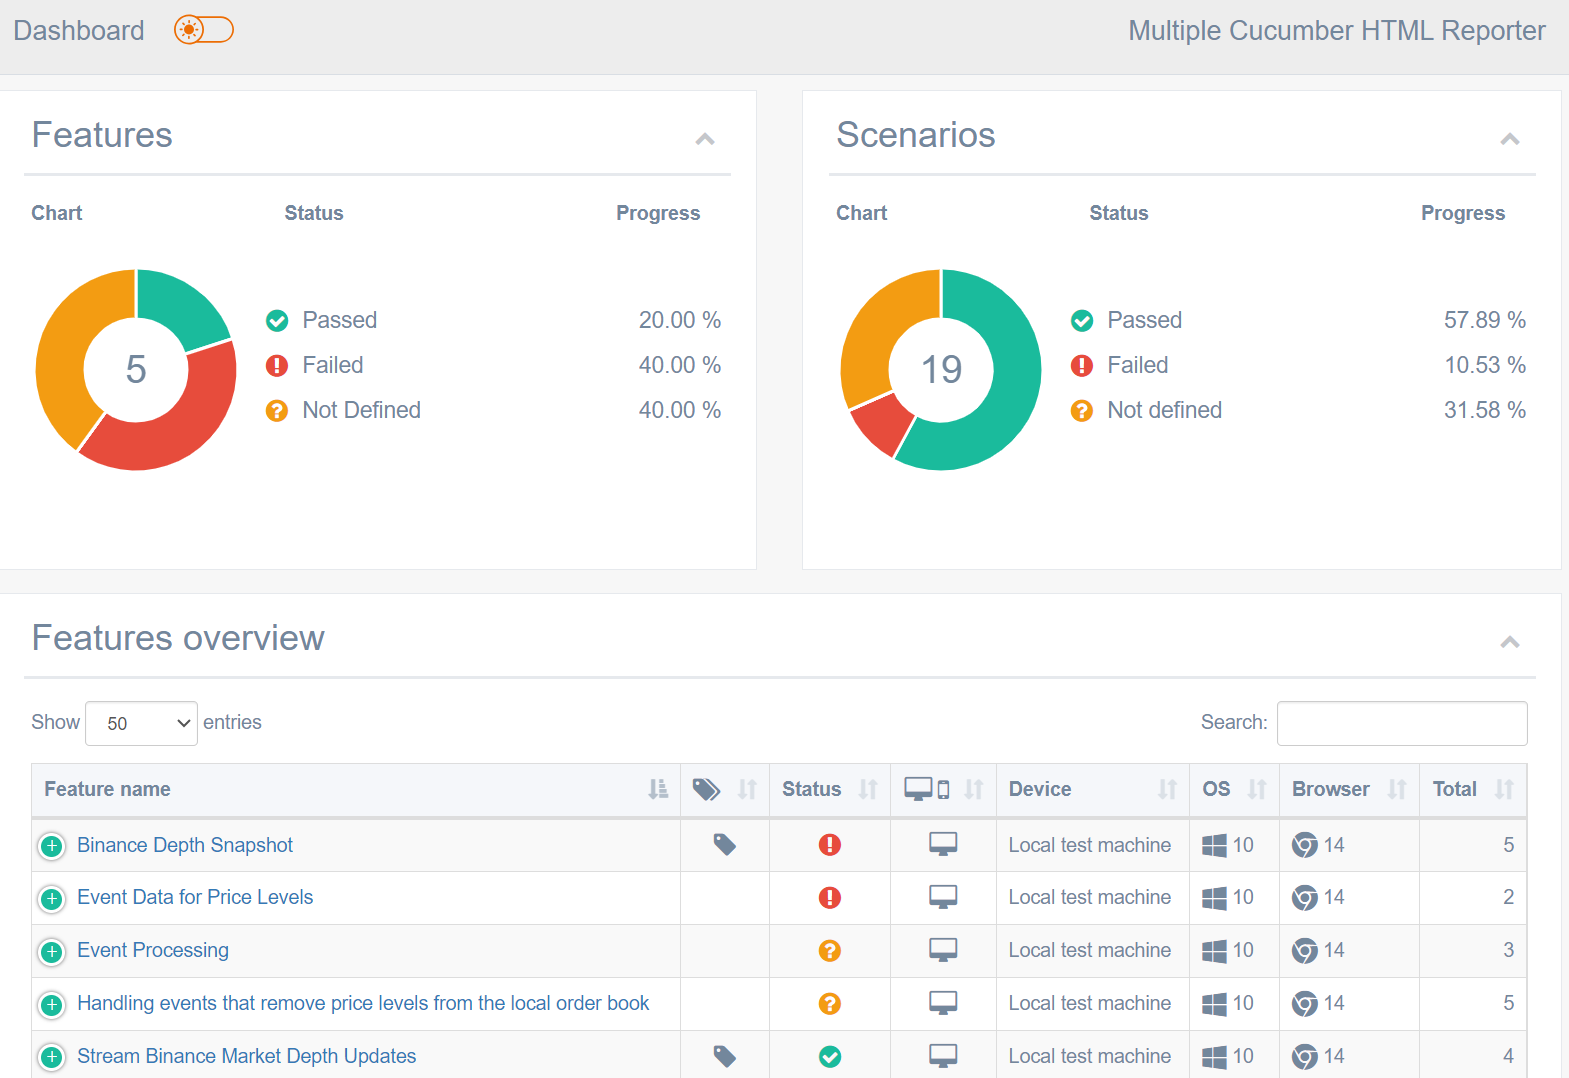 Dashboard
Multiple Cucumber HTML Reporter
Features
Chart Status Progress
5
Passed 20.00 %
Failed 40.00 %
Not Defined 40.00 %
Scenarios
Chart Status Progress
19
Passed 57.89 %
Failed 10.53 %
Not defined 31.58 %
Features overview
Show 50 entries
Search:
Feature name Status Device OS Browser Total
Binance Depth Snapshot Local test machine 10 14 5
Event Data for Price Levels Local test machine 10 14 2
Event Processing Local test machine 10 14 3
Handling events that remove price levels from the local order book Local test machine 10 14 5
Stream Binance Market Depth Updates Local test machine 10 14 4